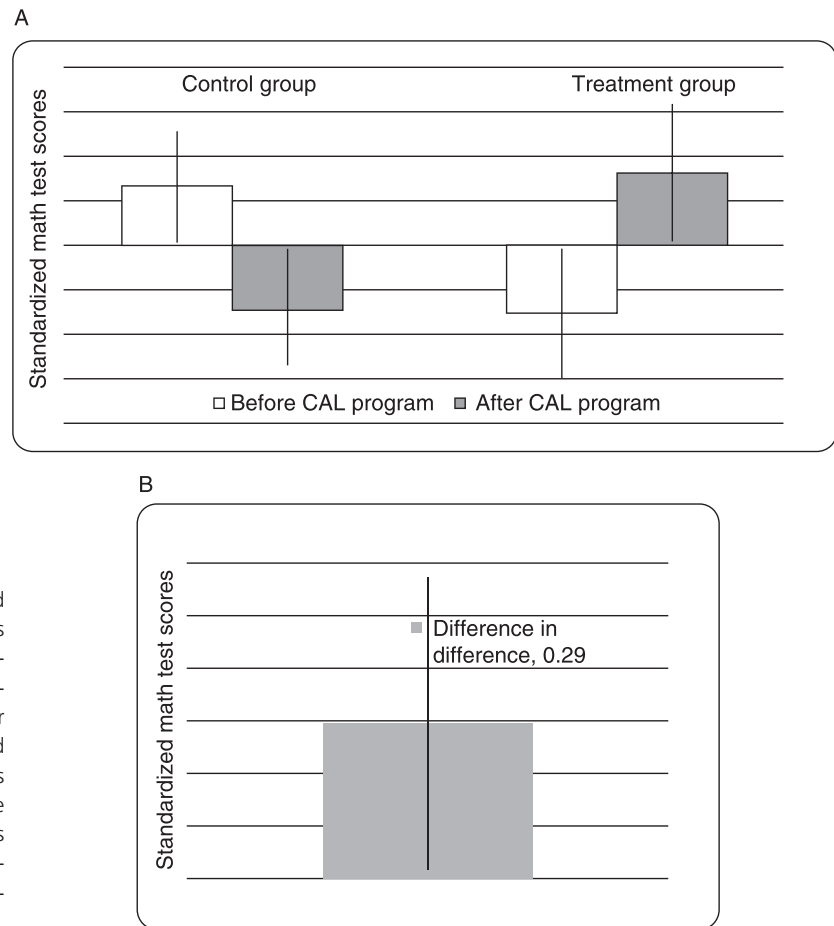 A
Control group
Treatment group
Standardized math test scores
Before CAL program
After CAL program
B
Standardized math test scores
Difference in
difference, 0.29
d
s
-
-
r
d
s
e
s
-
-